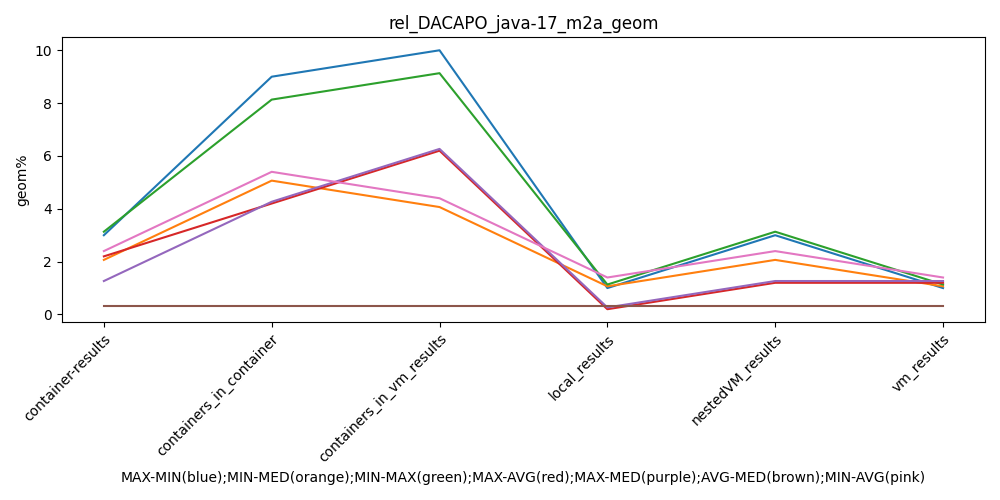 rel_DACAPO_java-17_m2a_geom
geom%
10
8
6
4
2
0
container-results
containers_in_container
containers_in_vm_results
local_results
nestedVM_results
vm_results
MAX-MIN(blue);MIN-MED(orange);MIN-MAX(green);MAX-AVG(red);MAX-MED(purple);AVG-MED(brown);MIN-AVG(pink)